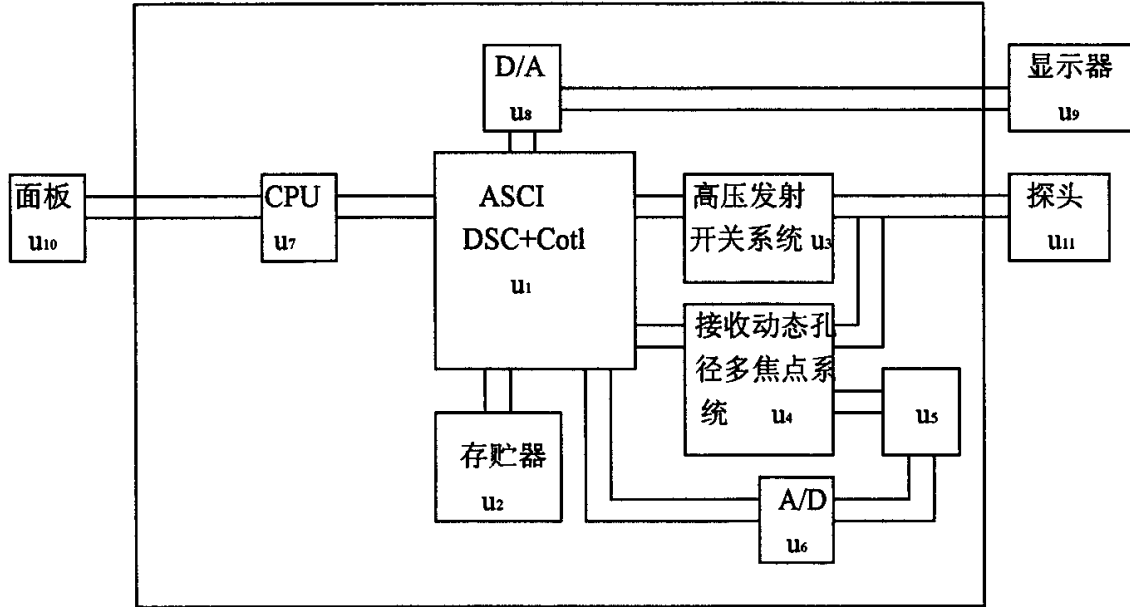 D/A
u8
显示器
u9
面板
u10
CPU
u7
ASCI
DSC+Cotl
u1
高压发射
开关系统 u3
探头
u11
接收动态孔
径多焦点系
统 u4
u5
存贮器
u2
A/D
u6